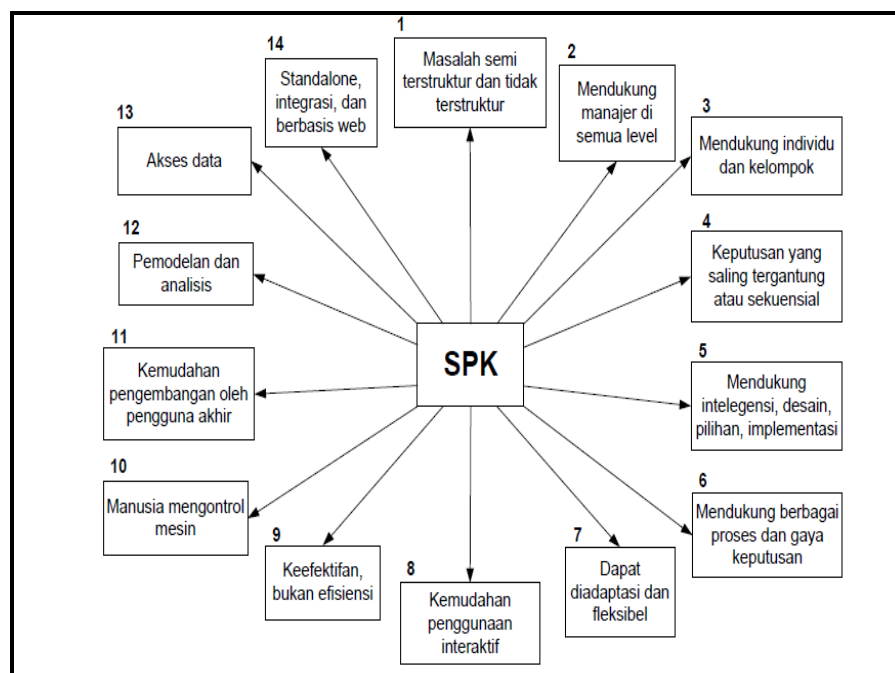 1
Masalah semi
terstruktur dan tidak
terstruktur
2
Mendukung
manajer di
semua level
3
Mendukung individu
dan kelompok
4
Keputusan yang
saling tergantung
atau sekuensial
5
Mendukung
intelegensi, desain,
pilihan, implementasi
6
Mendukung berbagai
proses dan gaya
keputusan
7
Dapat
diadaptasi dan
fleksibel
8
Kemudahan
penggunaan
interaktif
9
Keefektifan,
bukan efisiensi
10
Manusia mengontrol
mesin
11
Kemudahan
pengembangan oleh
pengguna akhir
12
Pemodelan dan
analisis
13
Akses data
14
Standalone,
integrasi, dan
berbasis web
SPK